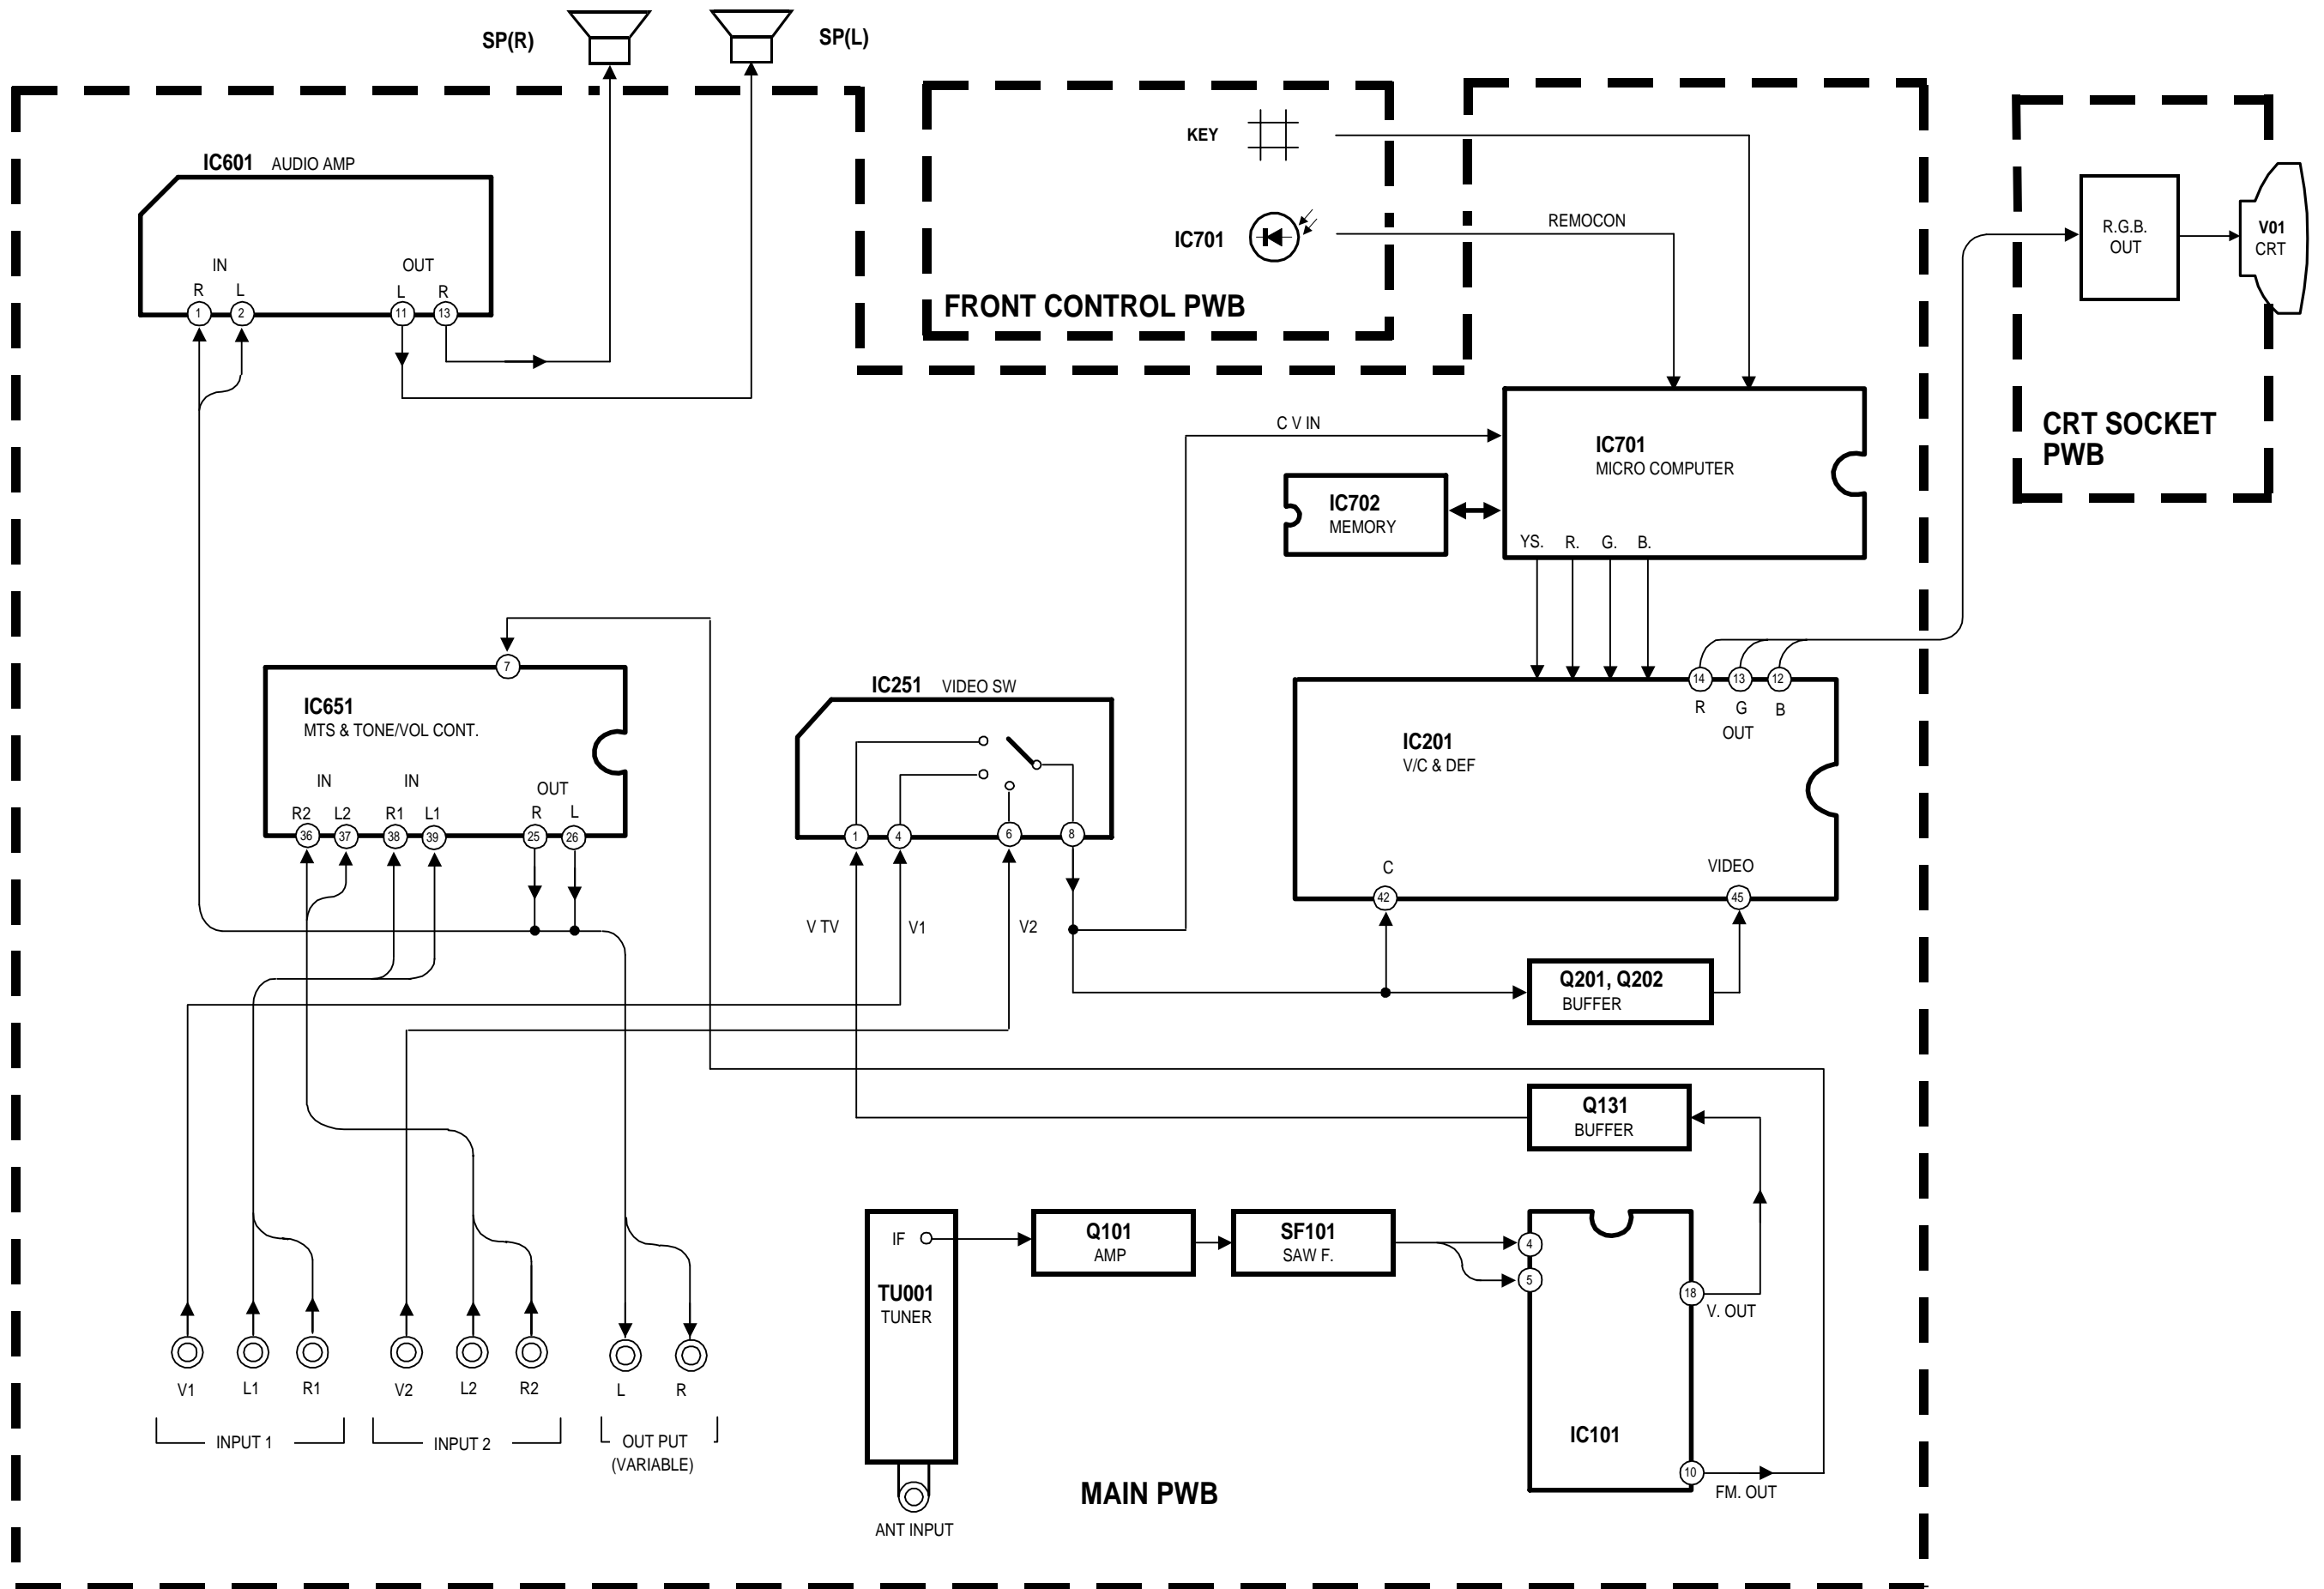 SP(R)
SP(L)
IC601 AUDIO AMP
IN
OUT
R L
L R
1 2 11 13
KEY
IC701
REMOCON
FRONT CONTROL PWB
R.G.B.
OUT
V01
CRT
CRT SOCKET
PWB
C V IN
IC701
MICRO COMPUTER
IC702
MEMORY
YS. R. G. B.
7
IC651
MTS & TONE/VOL CONT.
IN IN
OUT
R2 L2 R1 L1 R L
36 37 38 39 25 26
IC251 VIDEO SW
1 4 6 8
V TV
V1
V2
14 13 12
R G B
OUT
IC201
V/C & DEF
C
VIDEO
42
45
Q201, Q202
BUFFER
Q131
BUFFER
IF
TU001
TUNER
Q101
AMP
SF101
SAW F.
4
5
18
V. OUT
IC101
10
FM. OUT
V1 L1 R1 V2 L2 R2 L R
INPUT 1
INPUT 2
OUT PUT
(VARIABLE)
ANT INPUT
MAIN PWB